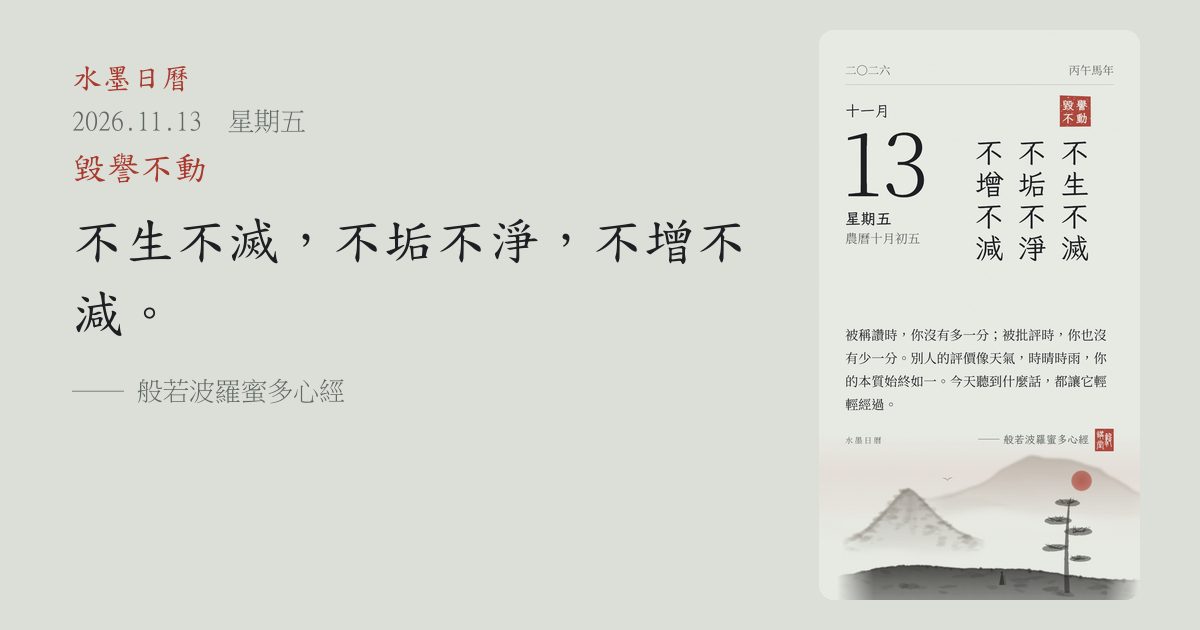 水墨日曆
2026.11.13　星期五
毀譽不動
不生不滅，不垢不淨，不增不
減。
—— 般若波羅蜜多心經
二〇二六
丙午馬年
十一月
13
星期五
農曆十月初五
毀譽
不動
不生不滅
不垢不淨
不增不減
被稱讚時，你沒有多一分；被批評時，你也沒
有少一分。別人的評價像天氣，時晴時雨，你
的本質始終如一。今天聽到什麼話，都讓它輕
輕經過。
水墨日曆
—— 般若波羅蜜多心經